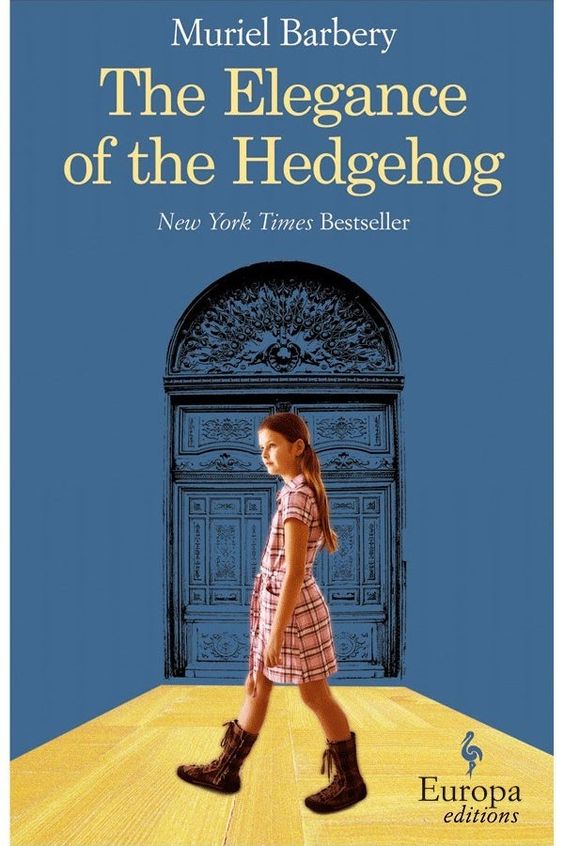 Muriel Barbery
The Elegance
of the Hedgehog
New York Times Bestseller
Europa
editions